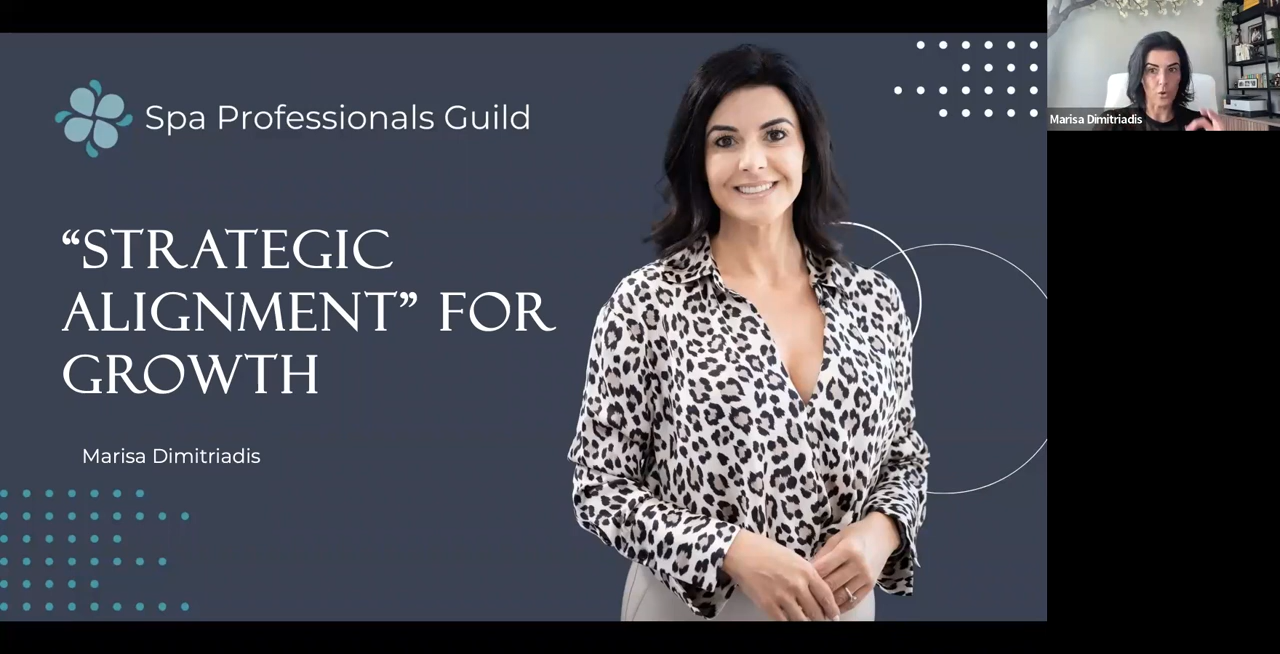 Spa Professionals Guild
“STRATEGIC
ALIGNMENT” FOR
GROWTH
Marisa Dimitriadis
Marisa Dimitriadis